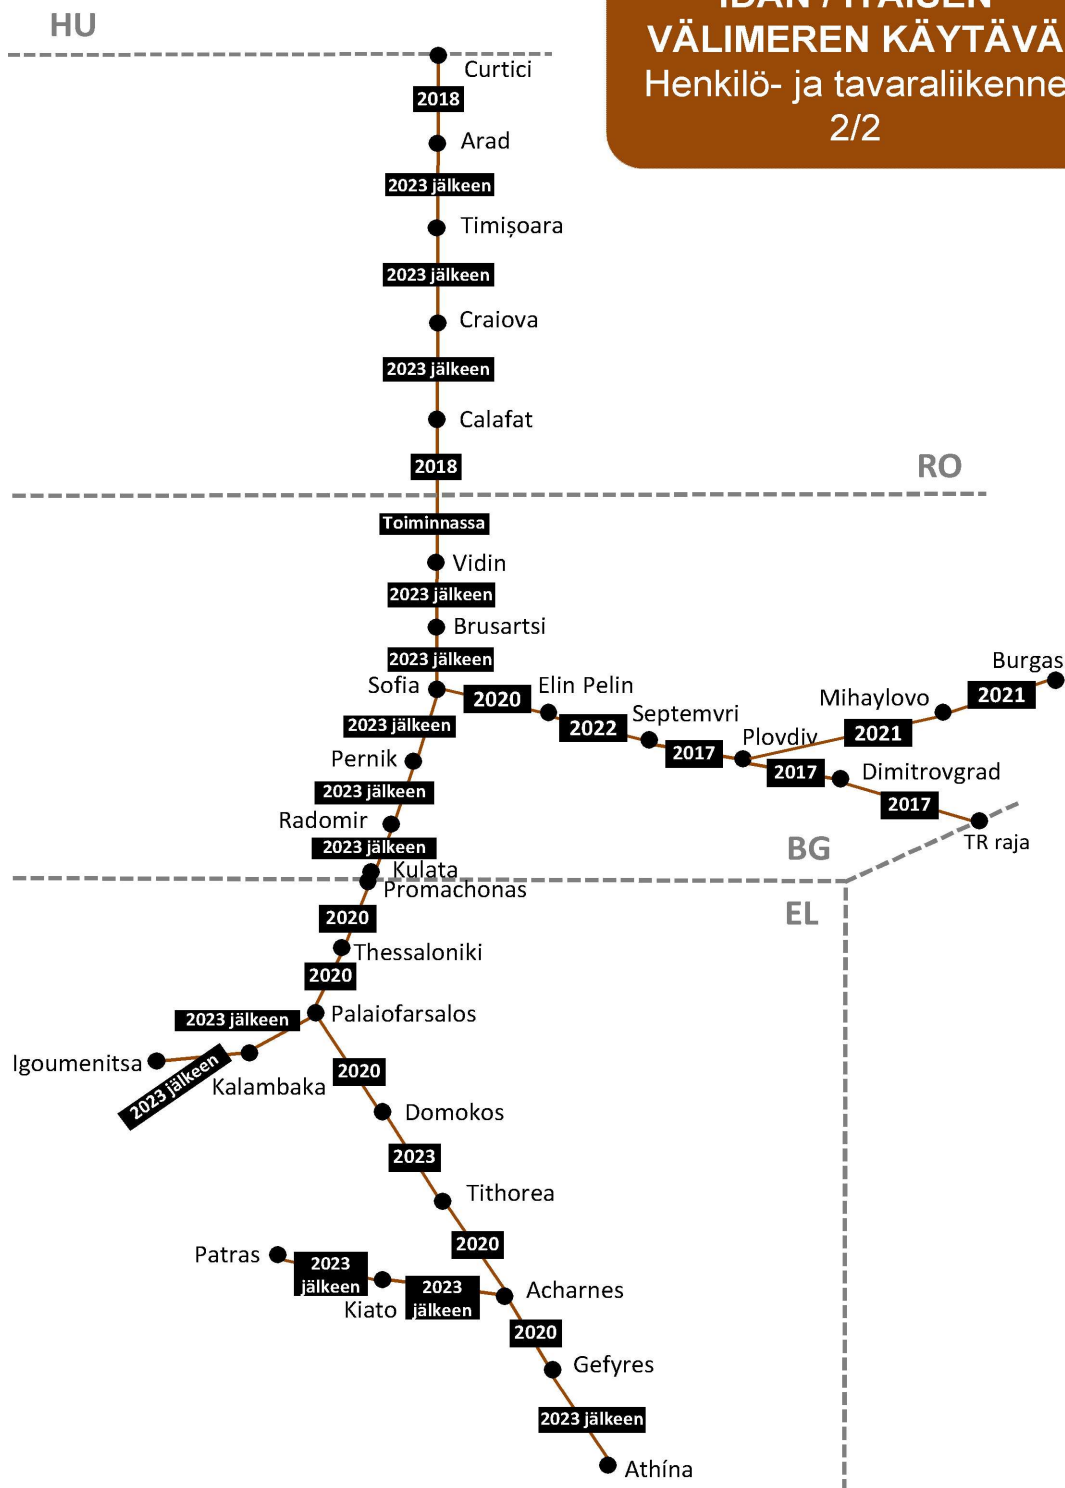 HU
IDÄN / ITÄISEN
VÄLIMEREN KÄYTÄVÄ
Henkilö- ja tavaraliikenne
2/2
Curtici
2018
Arad
2023 jälkeen
Timișoara
2023 jälkeen
Craiova
2023 jälkeen
Calafat
2018
RO
Toiminnassa
Vidin
2023 jälkeen
Brusartsi
2023 jälkeen
Sofia
2020
Elin Pelin
2022
Septemvri
2017
Plovdiv
2021
Mihaylovo
2021
Burgas
2017
Dimitrovgrad
2017
TR raja
2023 jälkeen
Pernik
2023 jälkeen
Radomir
2023 jälkeen
BG
Kulata
Promachonas
EL
2020
Thessaloniki
2020
Palaiofarsalos
2023 jälkeen
Igoumenitsa
2023 jälkeen
Kalambaka
2020
Domokos
2023
Tithorea
2020
Patras
2023
jälkeen
Kiato
2023
jälkeen
Acharnes
2020
Gefyres
2023 jälkeen
Athína